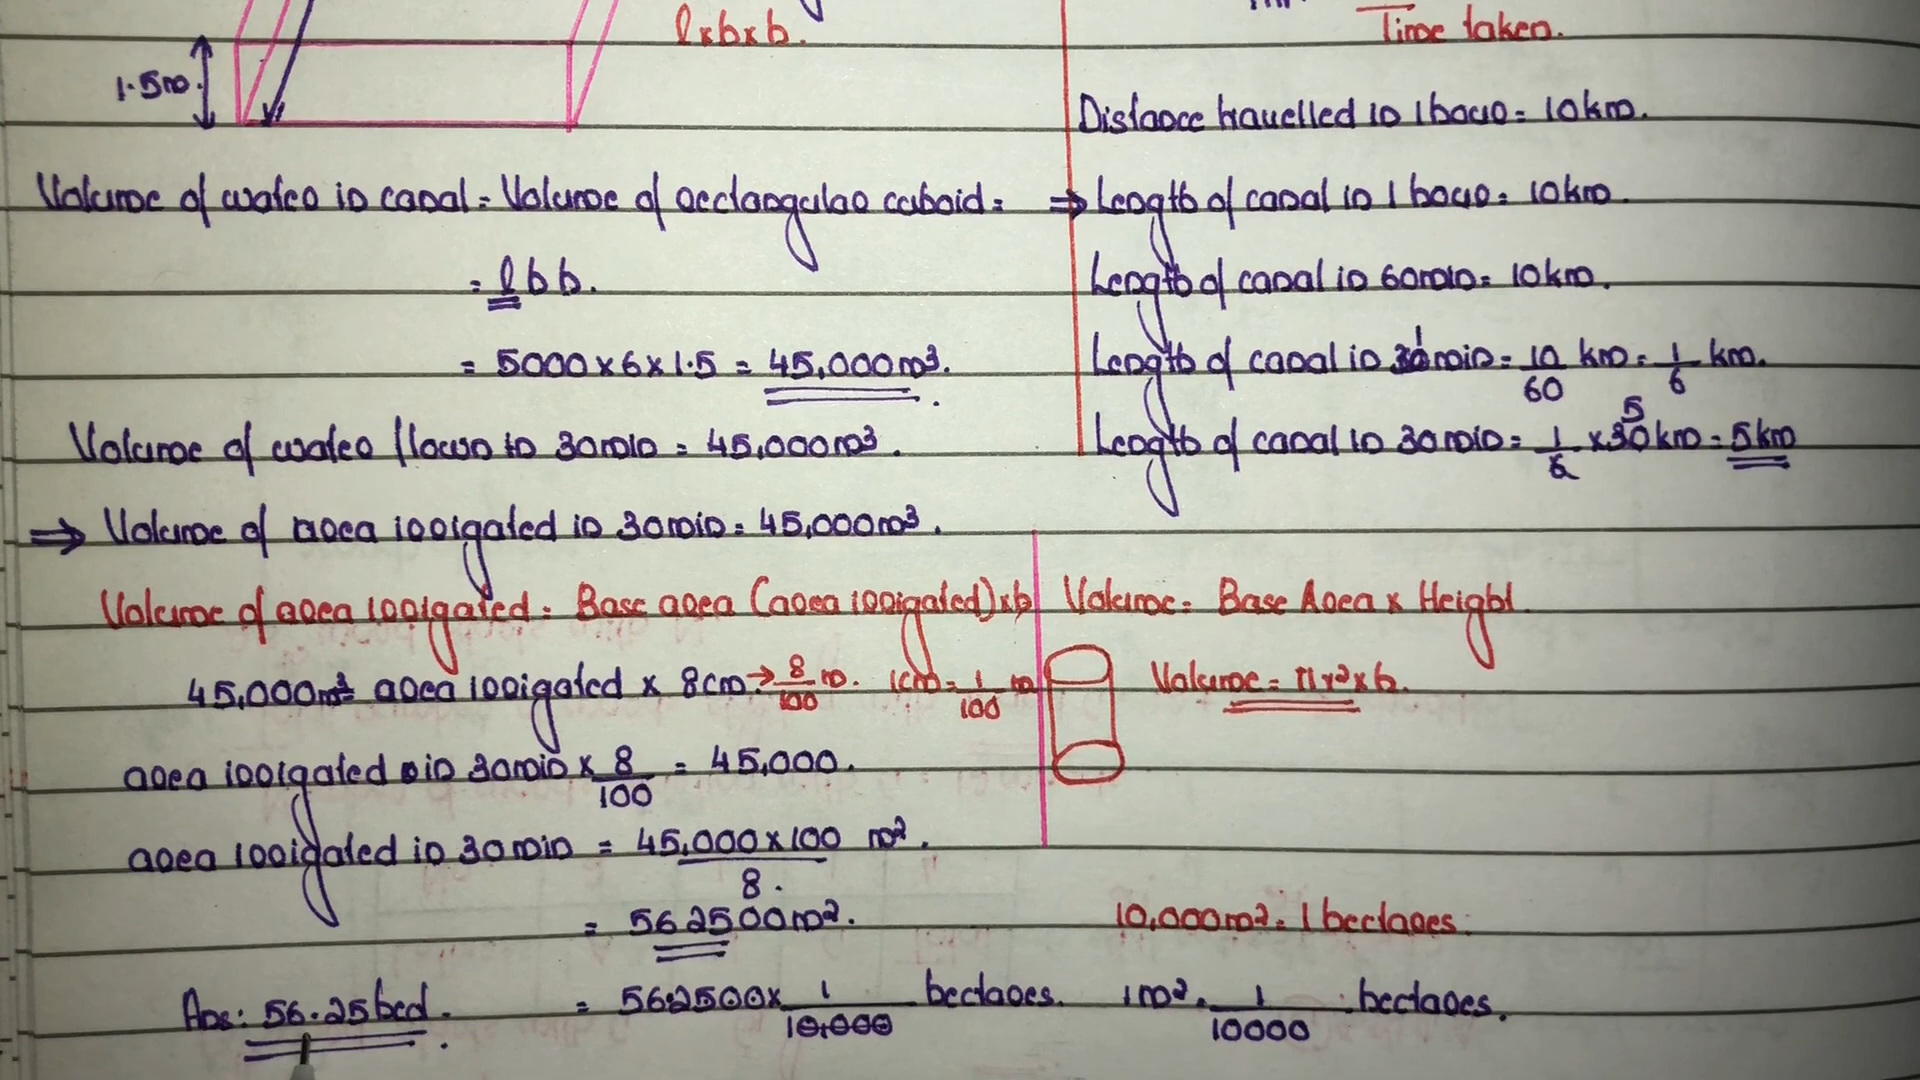 l×b×h.
Time taken.
1.5m.
Distance travelled in 1 hour = 10km.
Volume of water in canal = Volume of rectangular cuboid =
⇒ Length of canal in 1 hour = 10km.
= lbh.
Length of canal in 60min = 10km.
= 5000×6×1.5 = 45,000m³.
Length of canal in 1min = 10/60 km = 1/6 km.
Volume of water flown in 30min = 45,000m³.
Length of canal in 30min = 1/6 × 30 km = 5km
5
⇒ Volume of area irrigated in 30min = 45,000m³.
Volume of area irrigated = Base area (area irrigated)×h
Volume = Base Area × Height.
45,000m³ = area irrigated × 8cm → 8/100 m. 1cm = 1/100 m
Volume = πr²×h.
area irrigated in 30min × 8/100 = 45,000.
area irrigated in 30min = 45,000×100/8 m².
= 562500m².
10,000m² = 1 hectares.
Ans: 56.25 hect.
= 562500 × 1/10,000 hectares.
1m² = 1/10000 hectares.